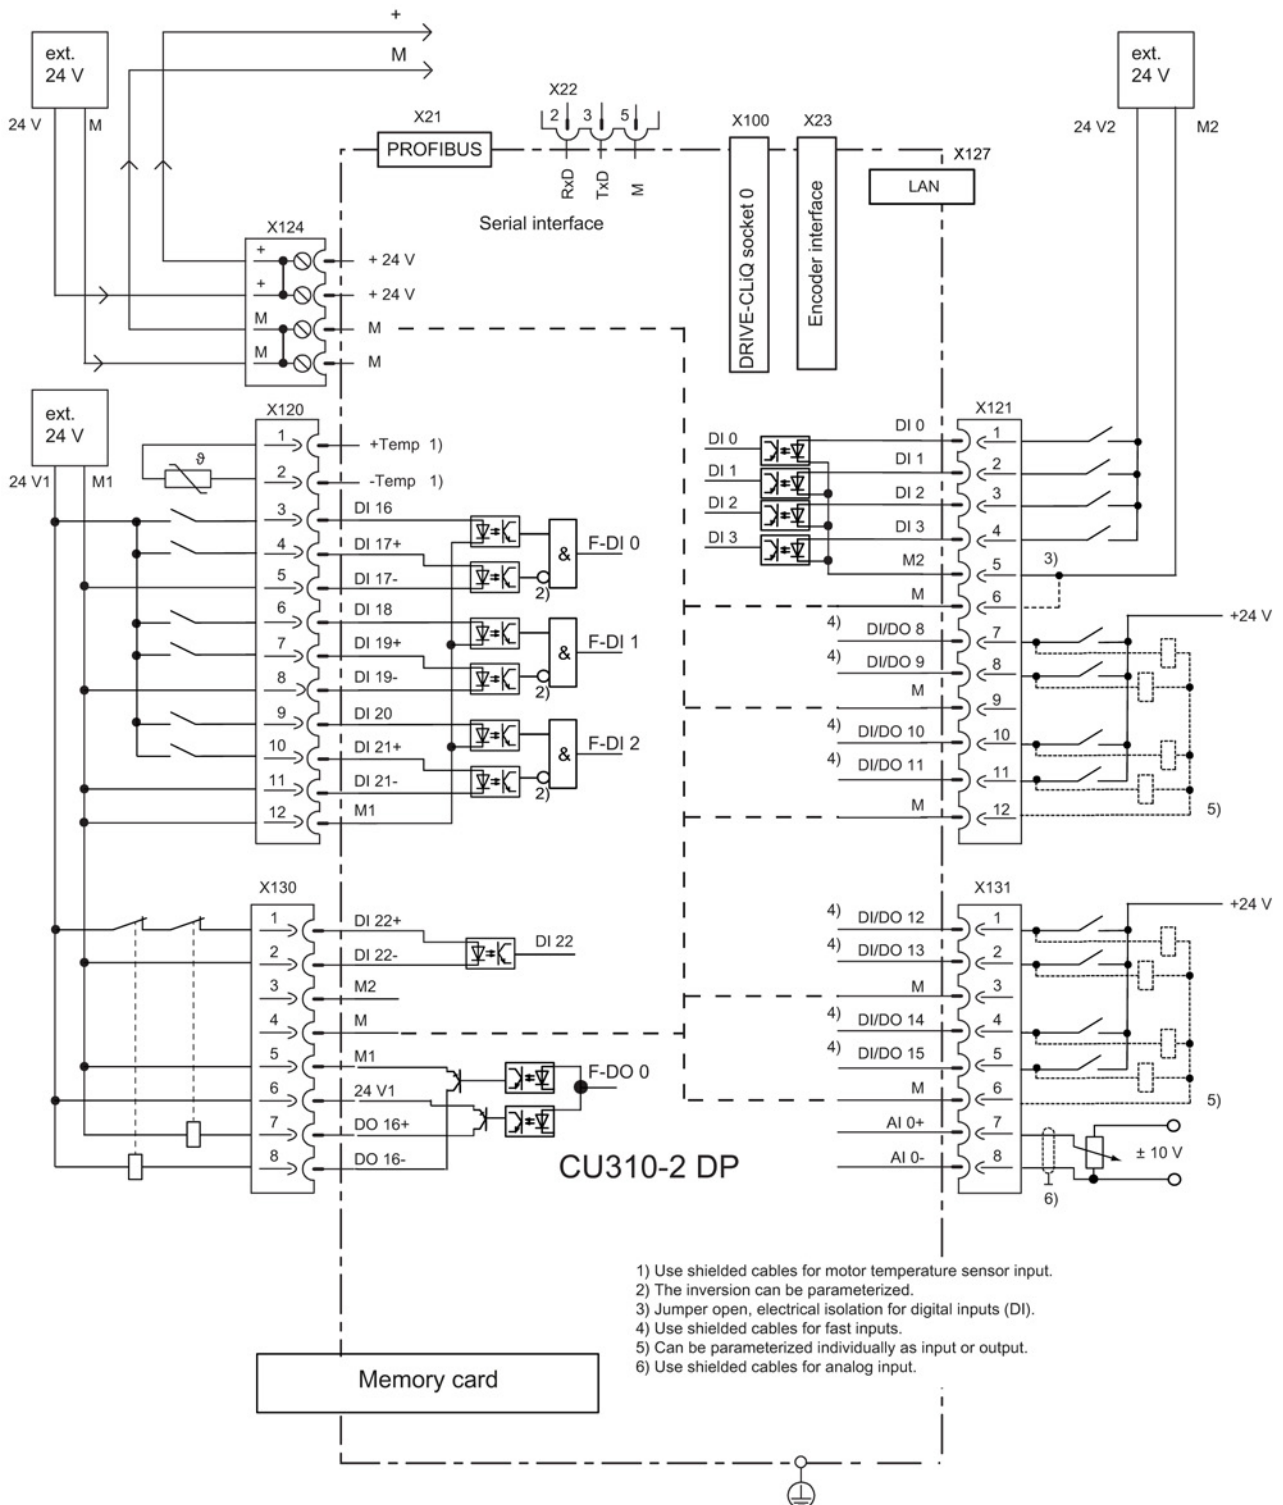 +
M
ext.
24 V
24 V
M
X22
2
3
5
X21
PROFIBUS
RxD
TxD
M
Serial interface
X100
DRIVE-CLiQ socket 0
X23
Encoder interface
X127
LAN
ext.
24 V
24 V2
M2
X124
+
+ 24 V
+
+ 24 V
M
M
M
M
ext.
24 V
24 V1
M1
X120
1
+Temp 1)
ϑ
2
-Temp 1)
3
DI 16
4
DI 17+
F-DI 0
&
5
DI 17-
2)
6
DI 18
7
DI 19+
F-DI 1
&
8
DI 19-
2)
9
DI 20
10
DI 21+
F-DI 2
&
11
DI 21-
2)
12
M1
X121
DI 0
DI 0
1
DI 1
DI 1
2
DI 2
DI 2
3
DI 3
DI 3
4
M2
5
3)
M
6
+24 V
4)
DI/DO 8
7
4)
DI/DO 9
8
M
9
4)
DI/DO 10
10
4)
DI/DO 11
11
M
12
5)
X130
1
DI 22+
DI 22
2
DI 22-
3
M2
4
M
5
M1
F-DO 0
6
24 V1
7
DO 16+
8
DO 16-
X131
+24 V
4)
DI/DO 12
1
4)
DI/DO 13
2
M
3
4)
DI/DO 14
4
4)
DI/DO 15
5
M
6
5)
AI 0+
7
± 10 V
AI 0-
8
6)
CU310-2 DP
1) Use shielded cables for motor temperature sensor input.
2) The inversion can be parameterized.
3) Jumper open, electrical isolation for digital inputs (DI).
4) Use shielded cables for fast inputs.
5) Can be parameterized individually as input or output.
6) Use shielded cables for analog input.
Memory card